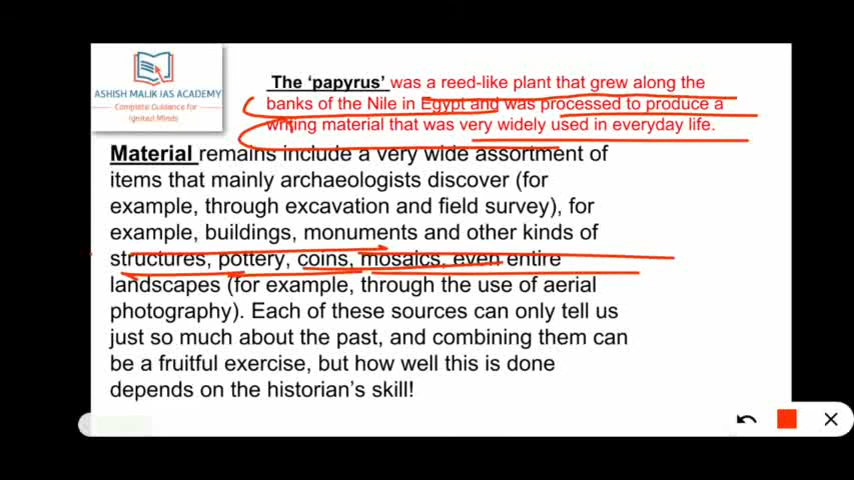 ASHISH MALIK IAS ACADEMY
Complete Guidance for
Ignited Minds
The ‘papyrus’ was a reed-like plant that grew along the
banks of the Nile in Egypt and was processed to produce a
writing material that was very widely used in everyday life.
Material remains include a very wide assortment of
items that mainly archaeologists discover (for
example, through excavation and field survey), for
example, buildings, monuments and other kinds of
structures, pottery, coins, mosaics, even entire
landscapes (for example, through the use of aerial
photography). Each of these sources can only tell us
just so much about the past, and combining them can
be a fruitful exercise, but how well this is done
depends on the historian’s skill!